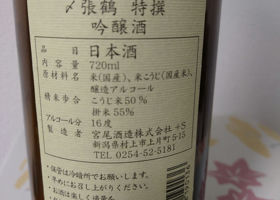 〆張鶴 特撰
吟醸酒
品目 日本酒
内容量 720ml
原材料名 米(国産)、米こうじ(国産米)、
醸造アルコール
精米歩合 こうじ米50%
掛米55%
アルコール分 16度
製造者 宮尾酒造株式会社 +S
新潟県村上市上片町5-15
TEL 0254-52-5181
・保管は冷暗所でお願いします。
・早めにお召し上がりください。